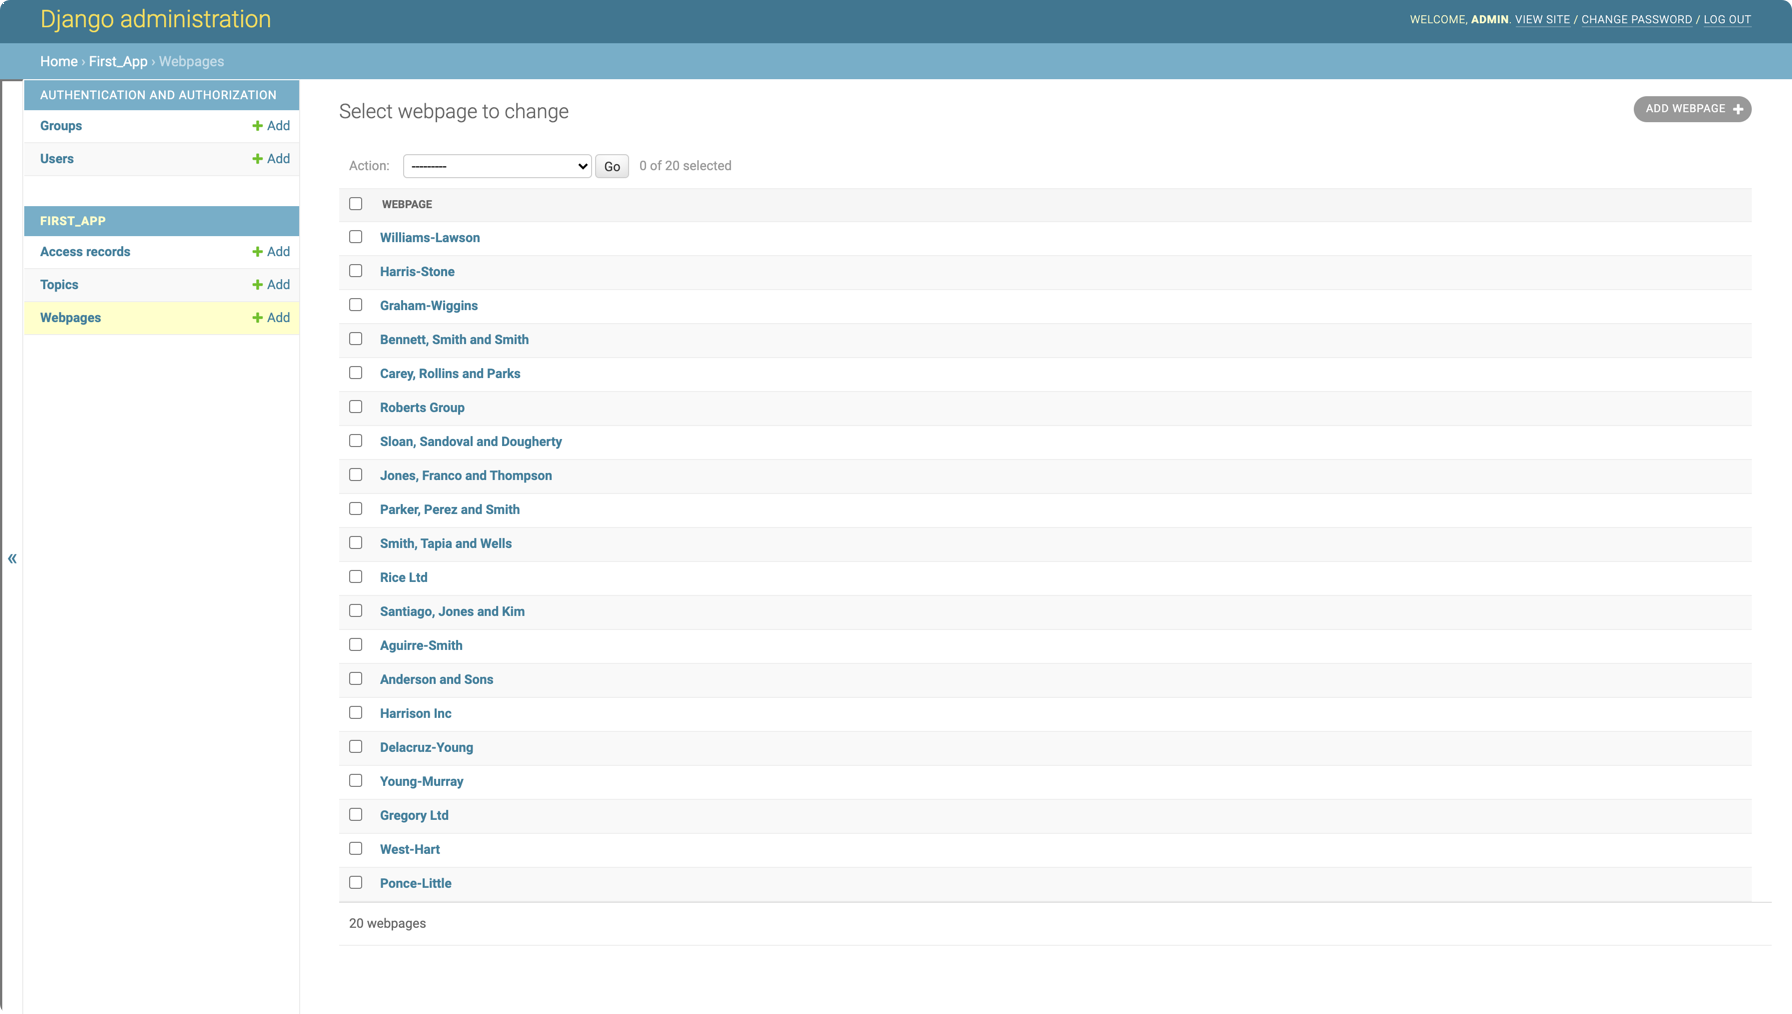 Django administration
WELCOME, ADMIN. VIEW SITE / CHANGE PASSWORD / LOG OUT
Home › First_App › Webpages
AUTHENTICATION AND AUTHORIZATION
Groups + Add
Users + Add
FIRST_APP
Access records + Add
Topics + Add
Webpages + Add
«
Select webpage to change
ADD WEBPAGE +
Action: --------- Go 0 of 20 selected
WEBPAGE
Williams-Lawson
Harris-Stone
Graham-Wiggins
Bennett, Smith and Smith
Carey, Rollins and Parks
Roberts Group
Sloan, Sandoval and Dougherty
Jones, Franco and Thompson
Parker, Perez and Smith
Smith, Tapia and Wells
Rice Ltd
Santiago, Jones and Kim
Aguirre-Smith
Anderson and Sons
Harrison Inc
Delacruz-Young
Young-Murray
Gregory Ltd
West-Hart
Ponce-Little
20 webpages